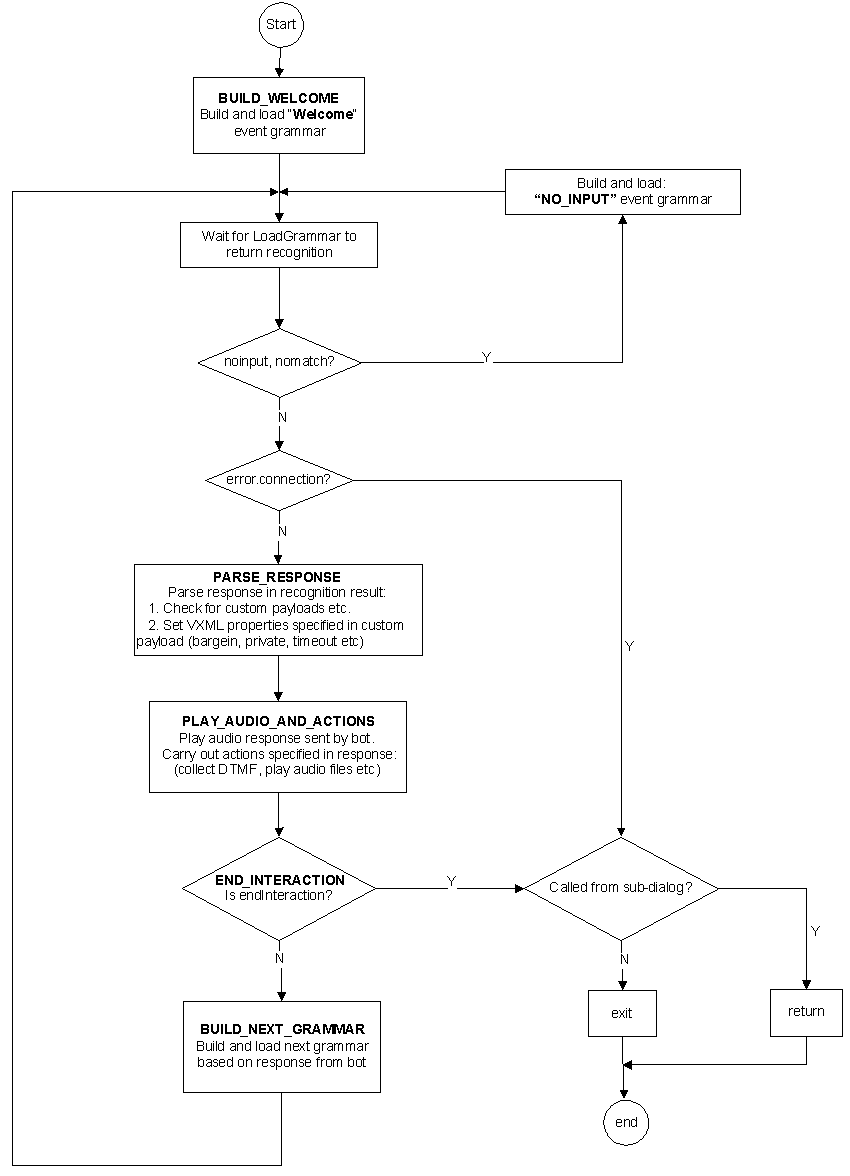 Start
BUILD_WELCOME
Build and load "Welcome"
event grammar
Build and load:
“NO_INPUT” event grammar
Wait for LoadGrammar to
return recognition
noinput, nomatch?
Y
N
error.connection?
N
PARSE_RESPONSE
Parse response in recognition result:
1. Check for custom payloads etc.
2. Set VXML properties specified in custom
payload (bargein, private, timeout etc)
Y
PLAY_AUDIO_AND_ACTIONS
Play audio response sent by bot.
Carry out actions specified in response:
(collect DTMF, play audio files etc)
END_INTERACTION
Is endInteraction?
Y
Called from sub-dialog?
N
N
Y
exit
return
BUILD_NEXT_GRAMMAR
Build and load next grammar
based on response from bot
end